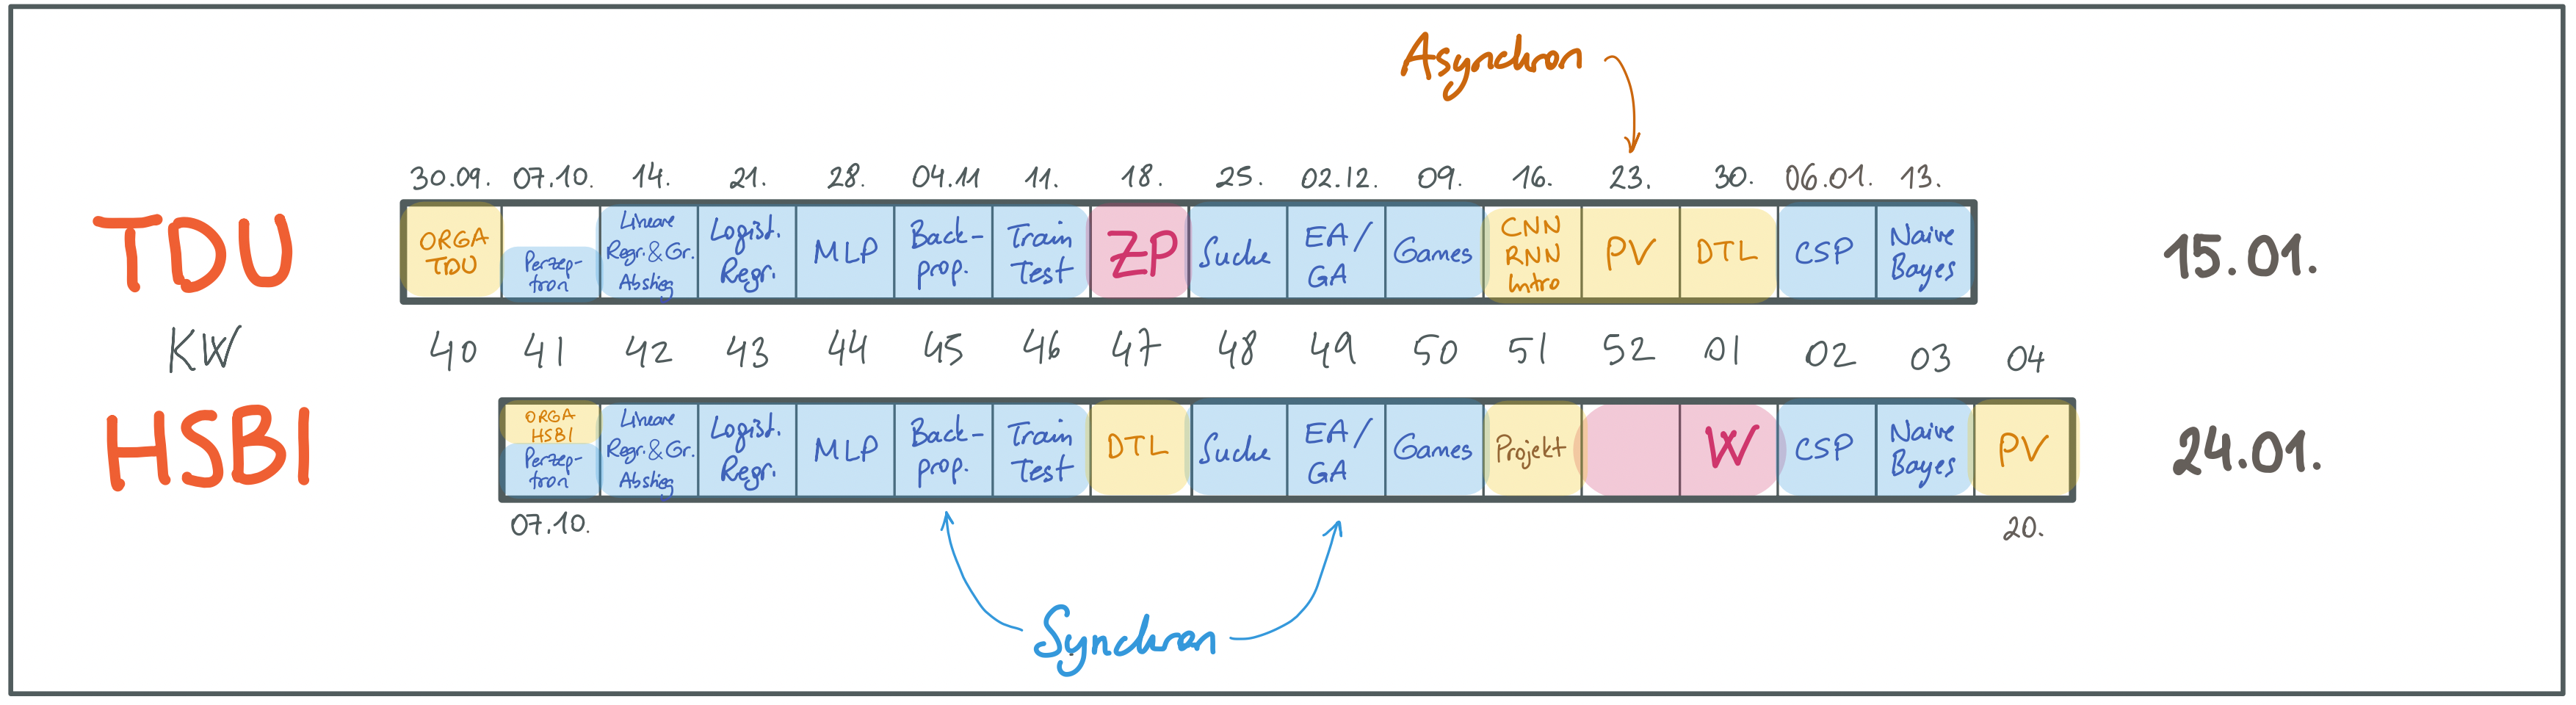 Asynchron
30.09. 07.10. 14. 21. 28. 04.11 11. 18. 25. 02.12. 09. 16. 23. 30. 06.01. 13.
TDU
ORGA
TDU
Perzep-
tron
Lineare
Regr.&Gr.
Abstieg
Logist.
Regr.
MLP
Back-
prop.
Train
Test
ZP
Suche
EA/
GA
Games
CNN
RNN
Intro
PV
DTL
CSP
Naive
Bayes
15.01.
KW 40 41 42 43 44 45 46 47 48 49 50 51 52 01 02 03 04
HSBI
ORGA
HSBI
Perzep-
tron
Lineare
Regr.&Gr.
Abstieg
Logist.
Regr.
MLP
Back-
prop.
Train
Test
DTL
Suche
EA/
GA
Games
Projekt
W
CSP
Naive
Bayes
PV
24.01.
07.10. 20.
Synchron